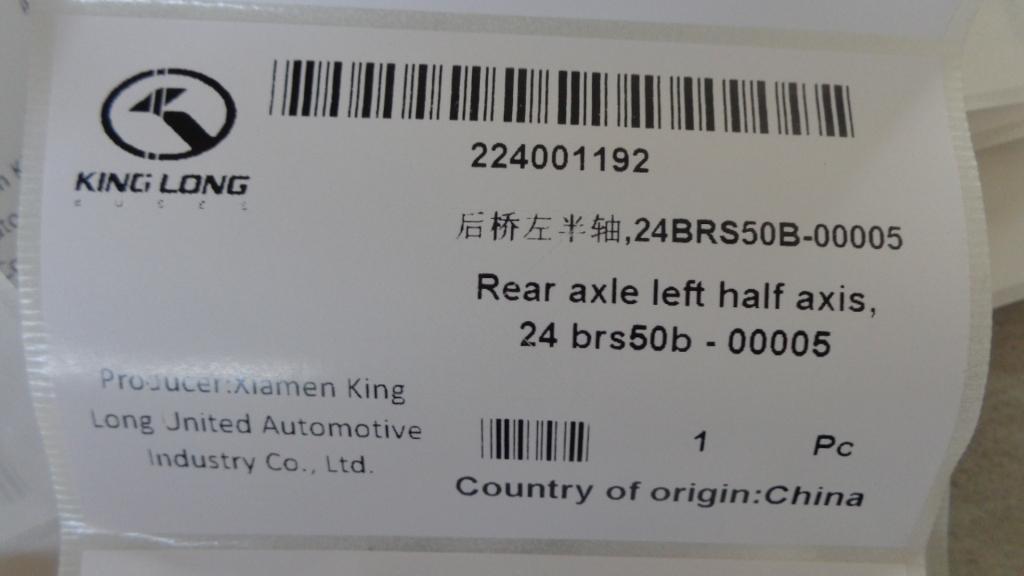 KING LONG
224001192
后桥左半轴,24BRS50B-00005
Rear axle left half axis,
24 brs50b - 00005
Producer:Xiamen King
Long United Automotive
Industry Co., Ltd.
1 Pc
Country of origin:China